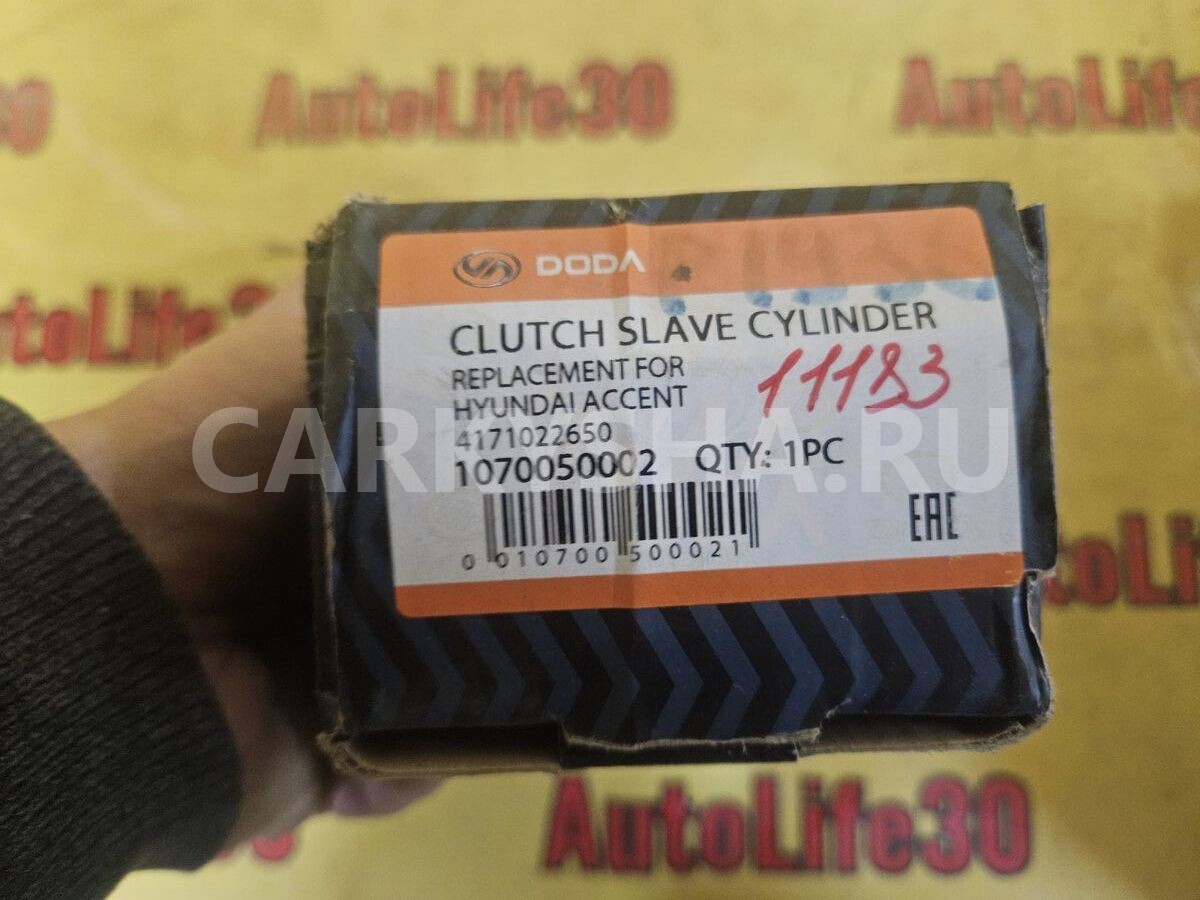 AutoLife30
AutoLife30
DODA
CLUTCH SLAVE CYLINDER
REPLACEMENT FOR
HYUNDAI ACCENT
11183
4171022650
1070050002 QTY: 1PC
0 010700 500021
EAC
AutoLife30